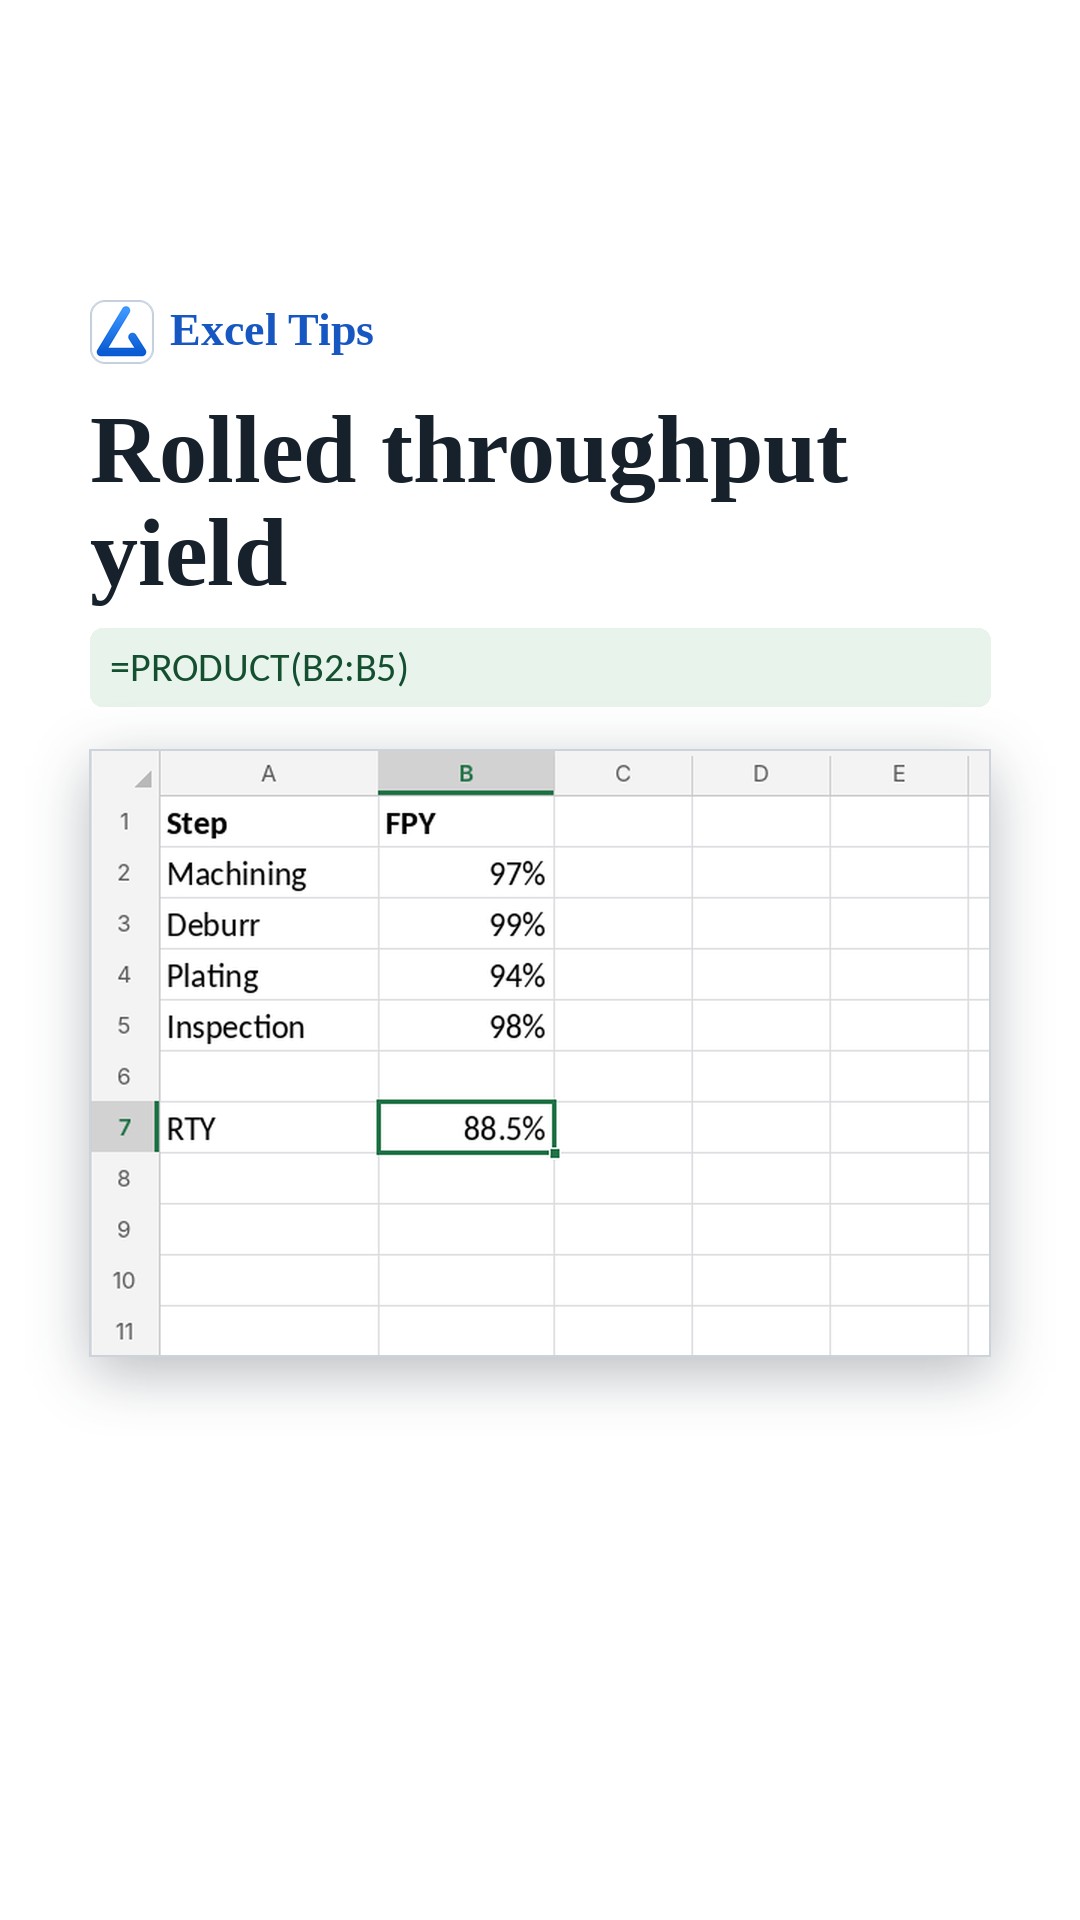 Excel Tips
Rolled throughput
yield
=PRODUCT(B2:B5)
A B C D E
1 Step FPY
2 Machining 97%
3 Deburr 99%
4 Plating 94%
5 Inspection 98%
6
7 RTY 88.5%
8
9
10
11